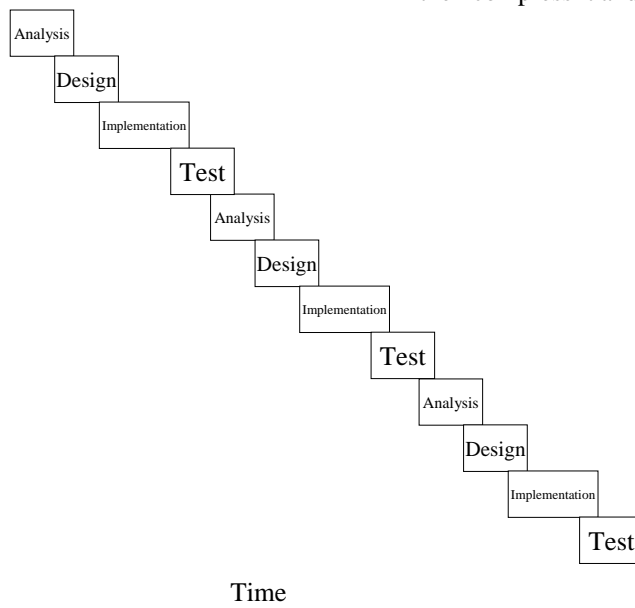 Analysis
Design
Implementation
Test
Analysis
Design
Implementation
Test
Analysis
Design
Implementation
Test
Time